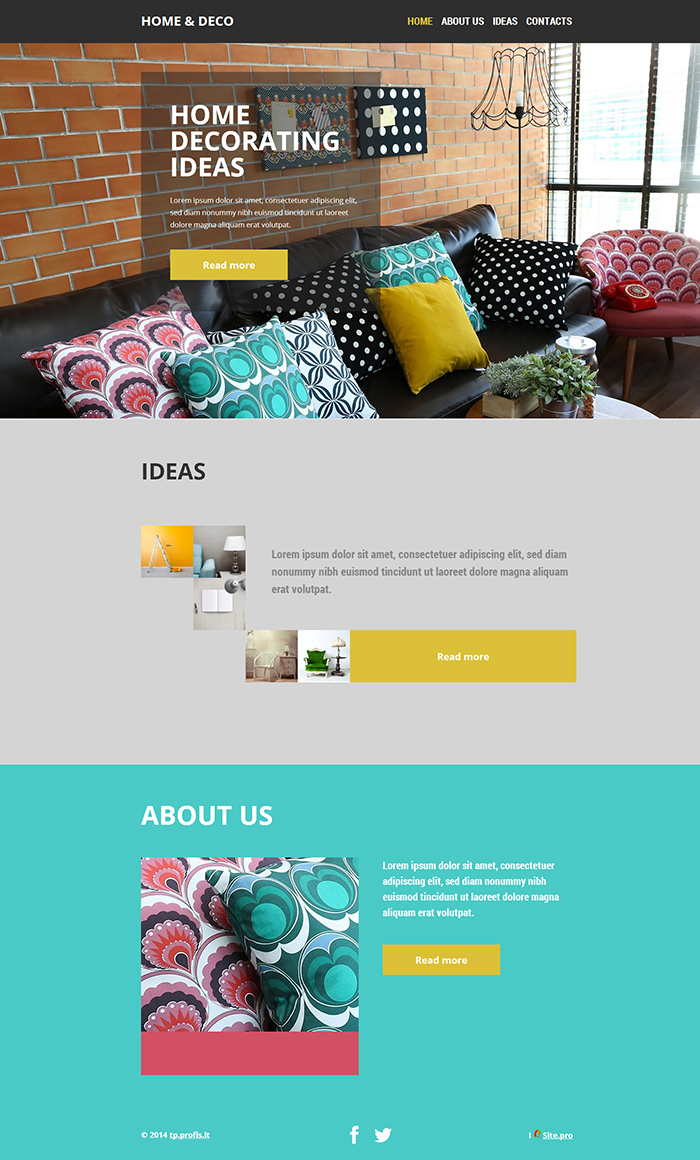 HOME & DECO
HOME ABOUT US IDEAS CONTACTS
HOME
DECORATING
IDEAS
Lorem ipsum dolor sit amet, consectetuer adipiscing elit,
sed diam nonummy nibh euismod tincidunt ut laoreet
dolore magna aliquam erat volutpat.
Read more
IDEAS
Lorem ipsum dolor sit amet, consectetuer adipiscing elit, sed diam
nonummy nibh euismod tincidunt ut laoreet dolore magna aliquam
erat volutpat.
Read more
ABOUT US
Lorem ipsum dolor sit amet, consectetuer
adipiscing elit, sed diam nonummy nibh
euismod tincidunt ut laoreet dolore magna
aliquam erat volutpat.
Read more
© 2014 tp.profis.lt
| Site.pro